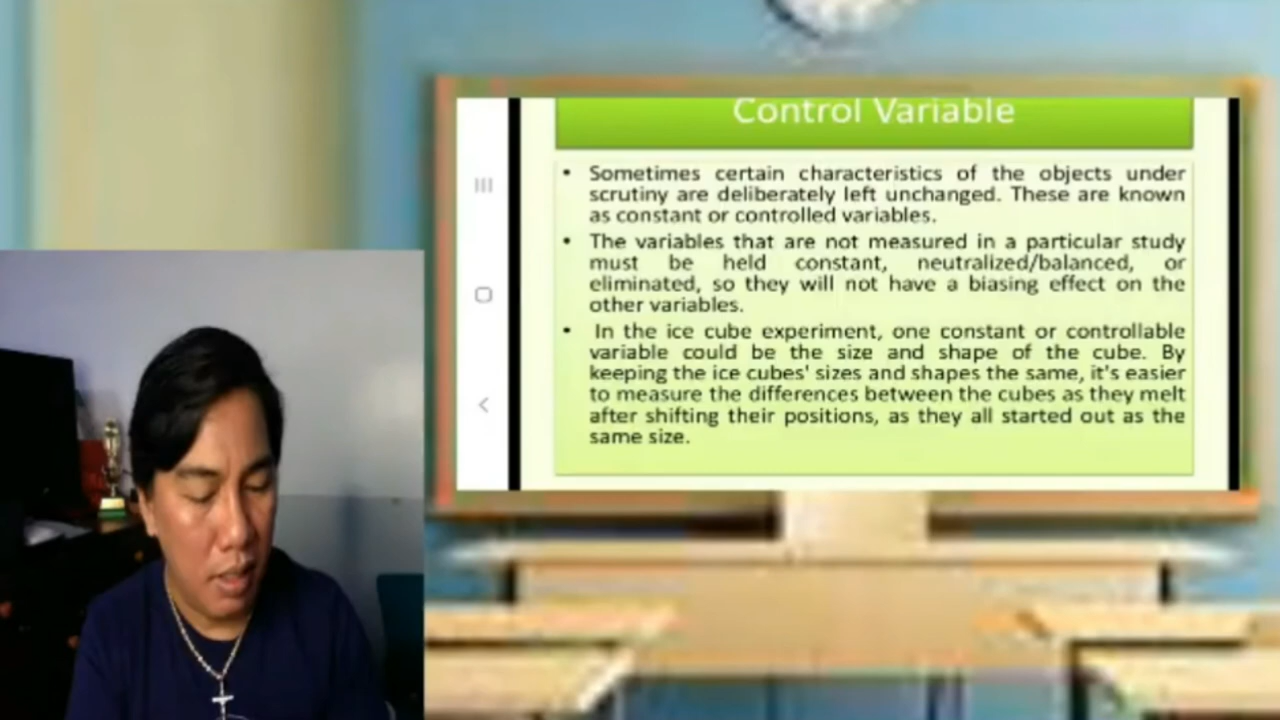 Control Variable
• Sometimes certain characteristics of the objects under
scrutiny are deliberately left unchanged. These are known
as constant or controlled variables.
• The variables that are not measured in a particular study
must be held constant, neutralized/balanced, or
eliminated, so they will not have a biasing effect on the
other variables.
• In the ice cube experiment, one constant or controllable
variable could be the size and shape of the cube. By
keeping the ice cubes' sizes and shapes the same, it's easier
to measure the differences between the cubes as they melt
after shifting their positions, as they all started out as the
same size.